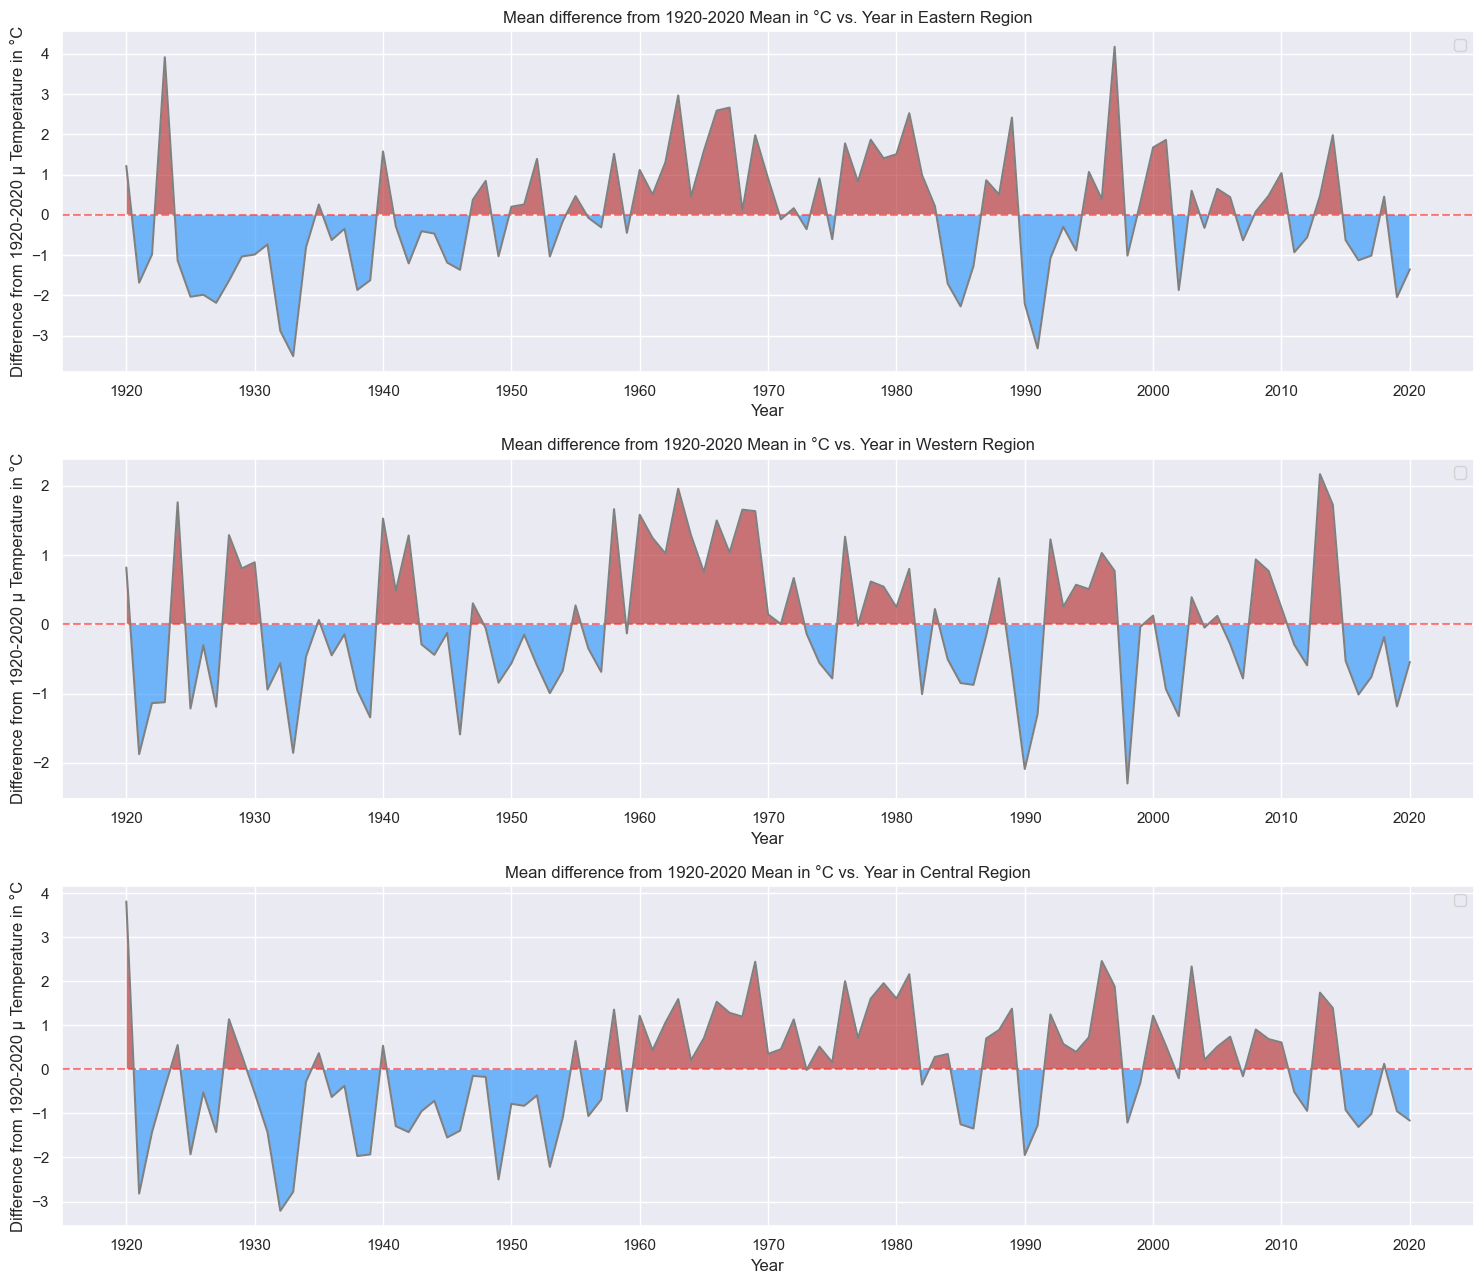 Mean difference from 1920-2020 Mean in °C vs. Year in Eastern Region
Difference from 1920-2020 μ Temperature in °C
4
3
2
1
0
−1
−2
−3
1920 1930 1940 1950 1960 1970 1980 1990 2000 2010 2020
Year
Mean difference from 1920-2020 Mean in °C vs. Year in Western Region
Difference from 1920-2020 μ Temperature in °C
2
1
0
−1
−2
1920 1930 1940 1950 1960 1970 1980 1990 2000 2010 2020
Year
Mean difference from 1920-2020 Mean in °C vs. Year in Central Region
Difference from 1920-2020 μ Temperature in °C
4
3
2
1
0
−1
−2
−3
1920 1930 1940 1950 1960 1970 1980 1990 2000 2010 2020
Year